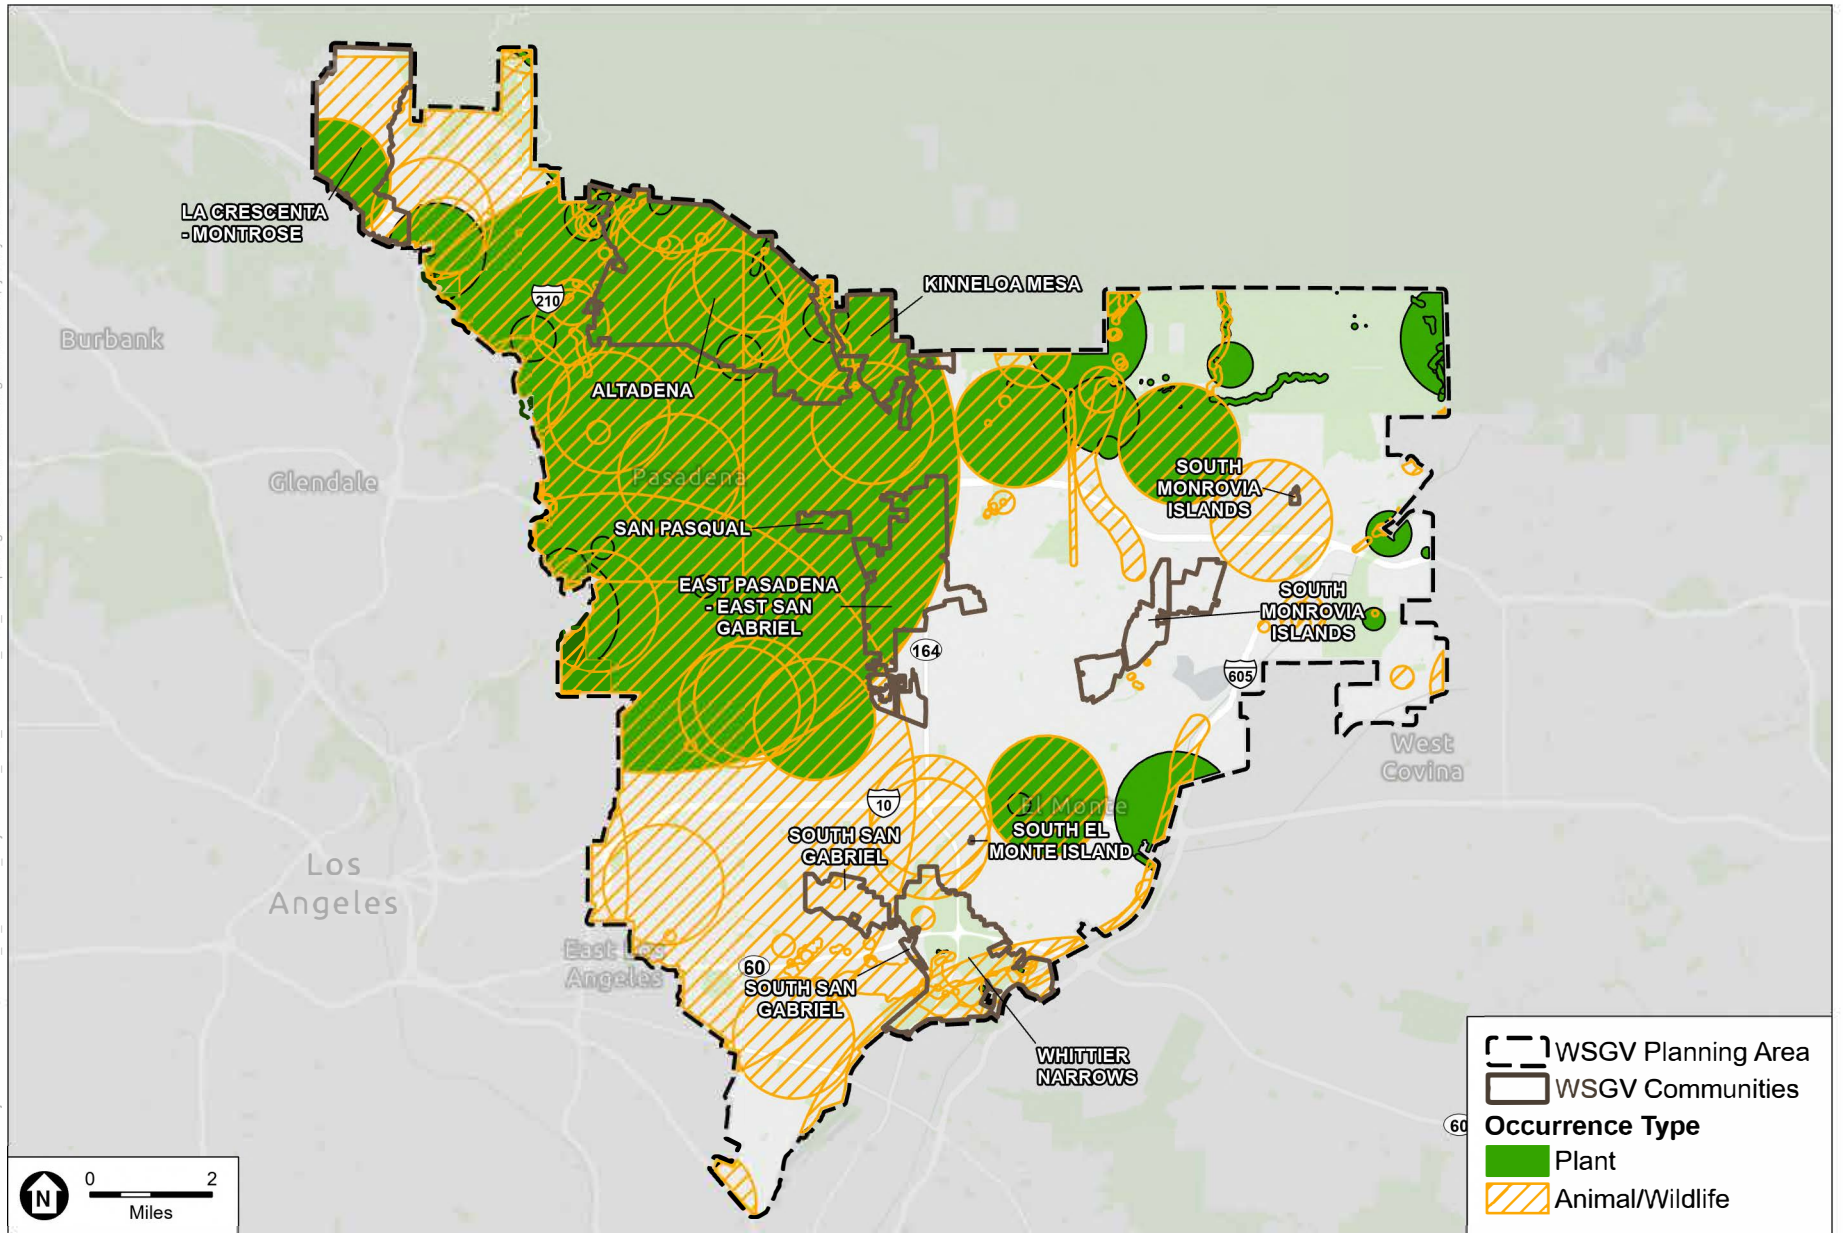 LA CRESCENTA
- MONTROSE
210
KINNELOA MESA
Burbank
ALTADENA
Glendale
Pasadena
SOUTH
MONROVIA
ISLANDS
SAN PASQUAL
EAST PASADENA
- EAST SAN
GABRIEL
SOUTH
MONROVIA
ISLANDS
164
605
West
Covina
10
El Monte
SOUTH SAN
GABRIEL
SOUTH EL
MONTE ISLAND
Los
Angeles
East Los
Angeles
60
SOUTH SAN
GABRIEL
WHITTIER
NARROWS
60
WSGV Planning Area
WSGV Communities
Occurrence Type
Plant
Animal/Wildlife
N
0 2
Miles